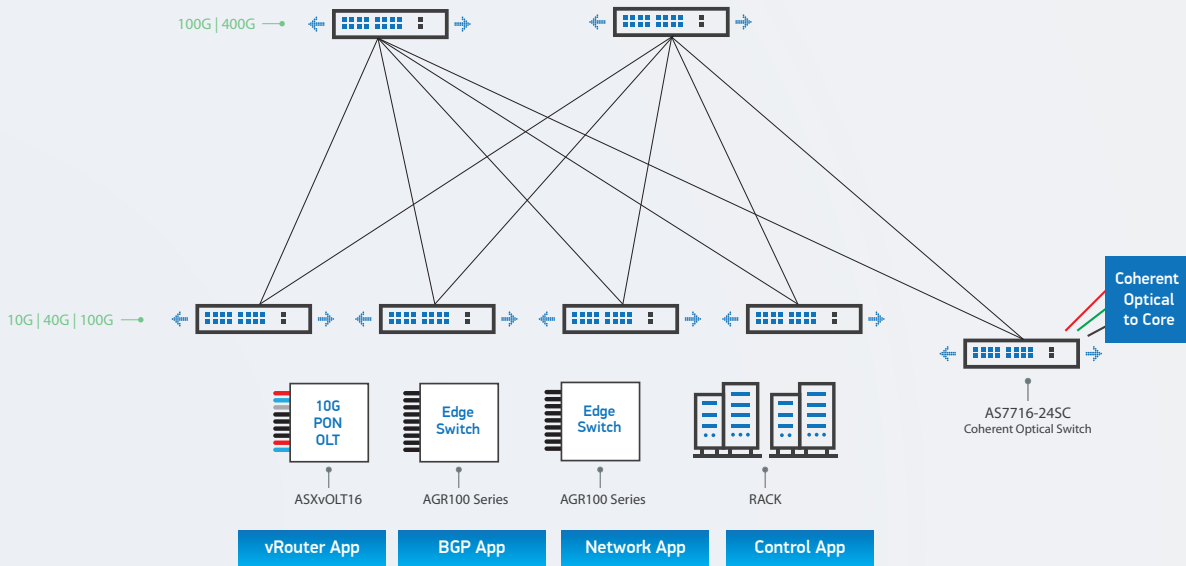 100G | 400G
10G | 40G | 100G
Coherent
Optical
to Core
10G
PON
OLT
Edge
Switch
Edge
Switch
AS7716-24SC
Coherent Optical Switch
ASXvOLT16
AGR100 Series
AGR100 Series
RACK
vRouter App
BGP App
Network App
Control App